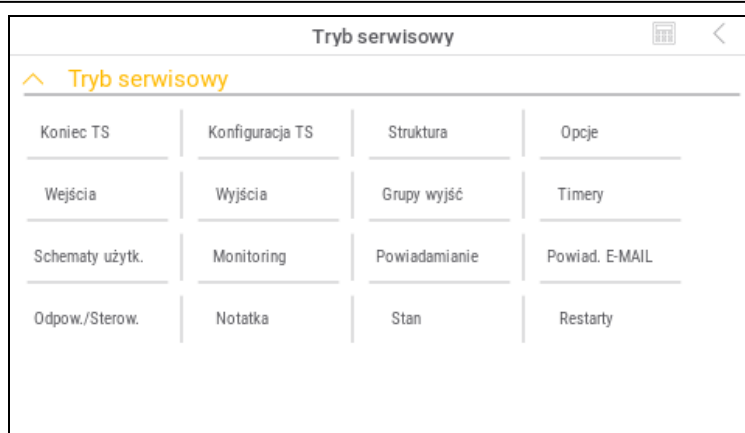 Tryb serwisowy
Tryb serwisowy
Koniec TS Konfiguracja TS Struktura Opcje
Wejścia Wyjścia Grupy wyjść Timery
Schematy użytk. Monitoring Powiadamianie Powiad. E-MAIL
Odpow./Sterow. Notatka Stan Restarty